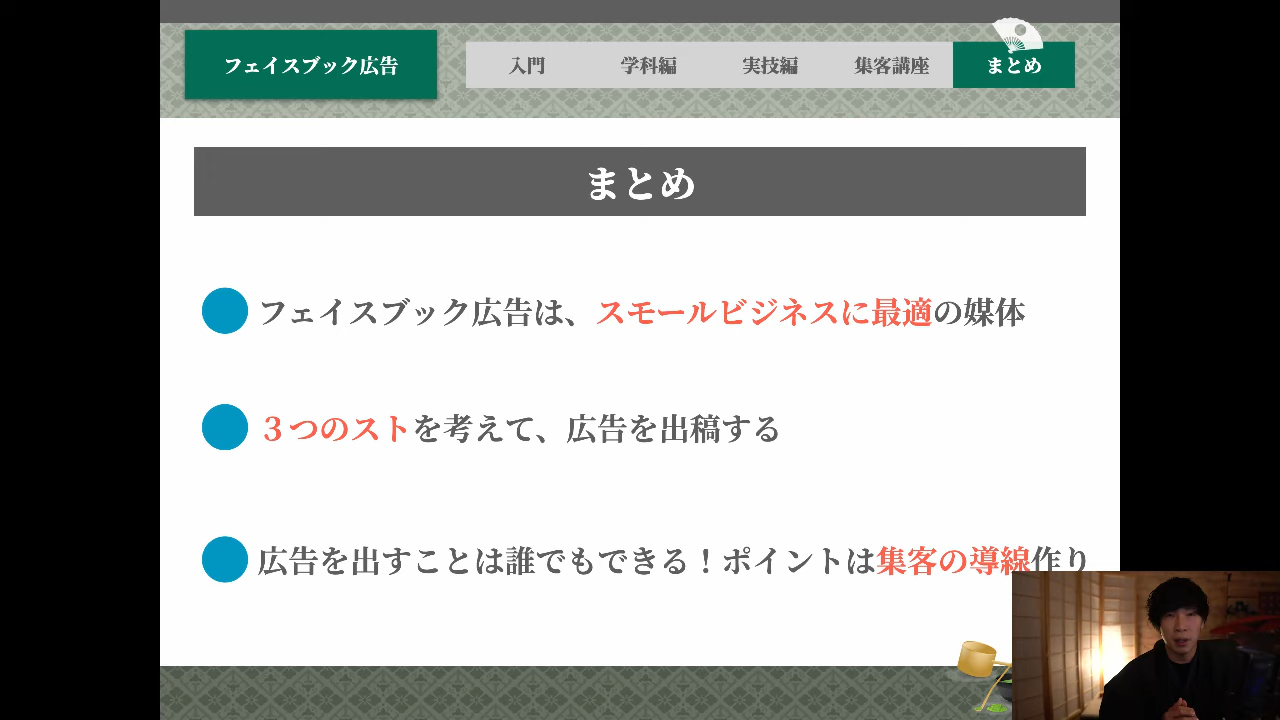 フェイスブック広告
入門 学科編 実技編 集客講座 まとめ
まとめ
フェイスブック広告は、スモールビジネスに最適の媒体
３つのストを考えて、広告を出稿する
広告を出すことは誰でもできる！ポイントは集客の導線作り